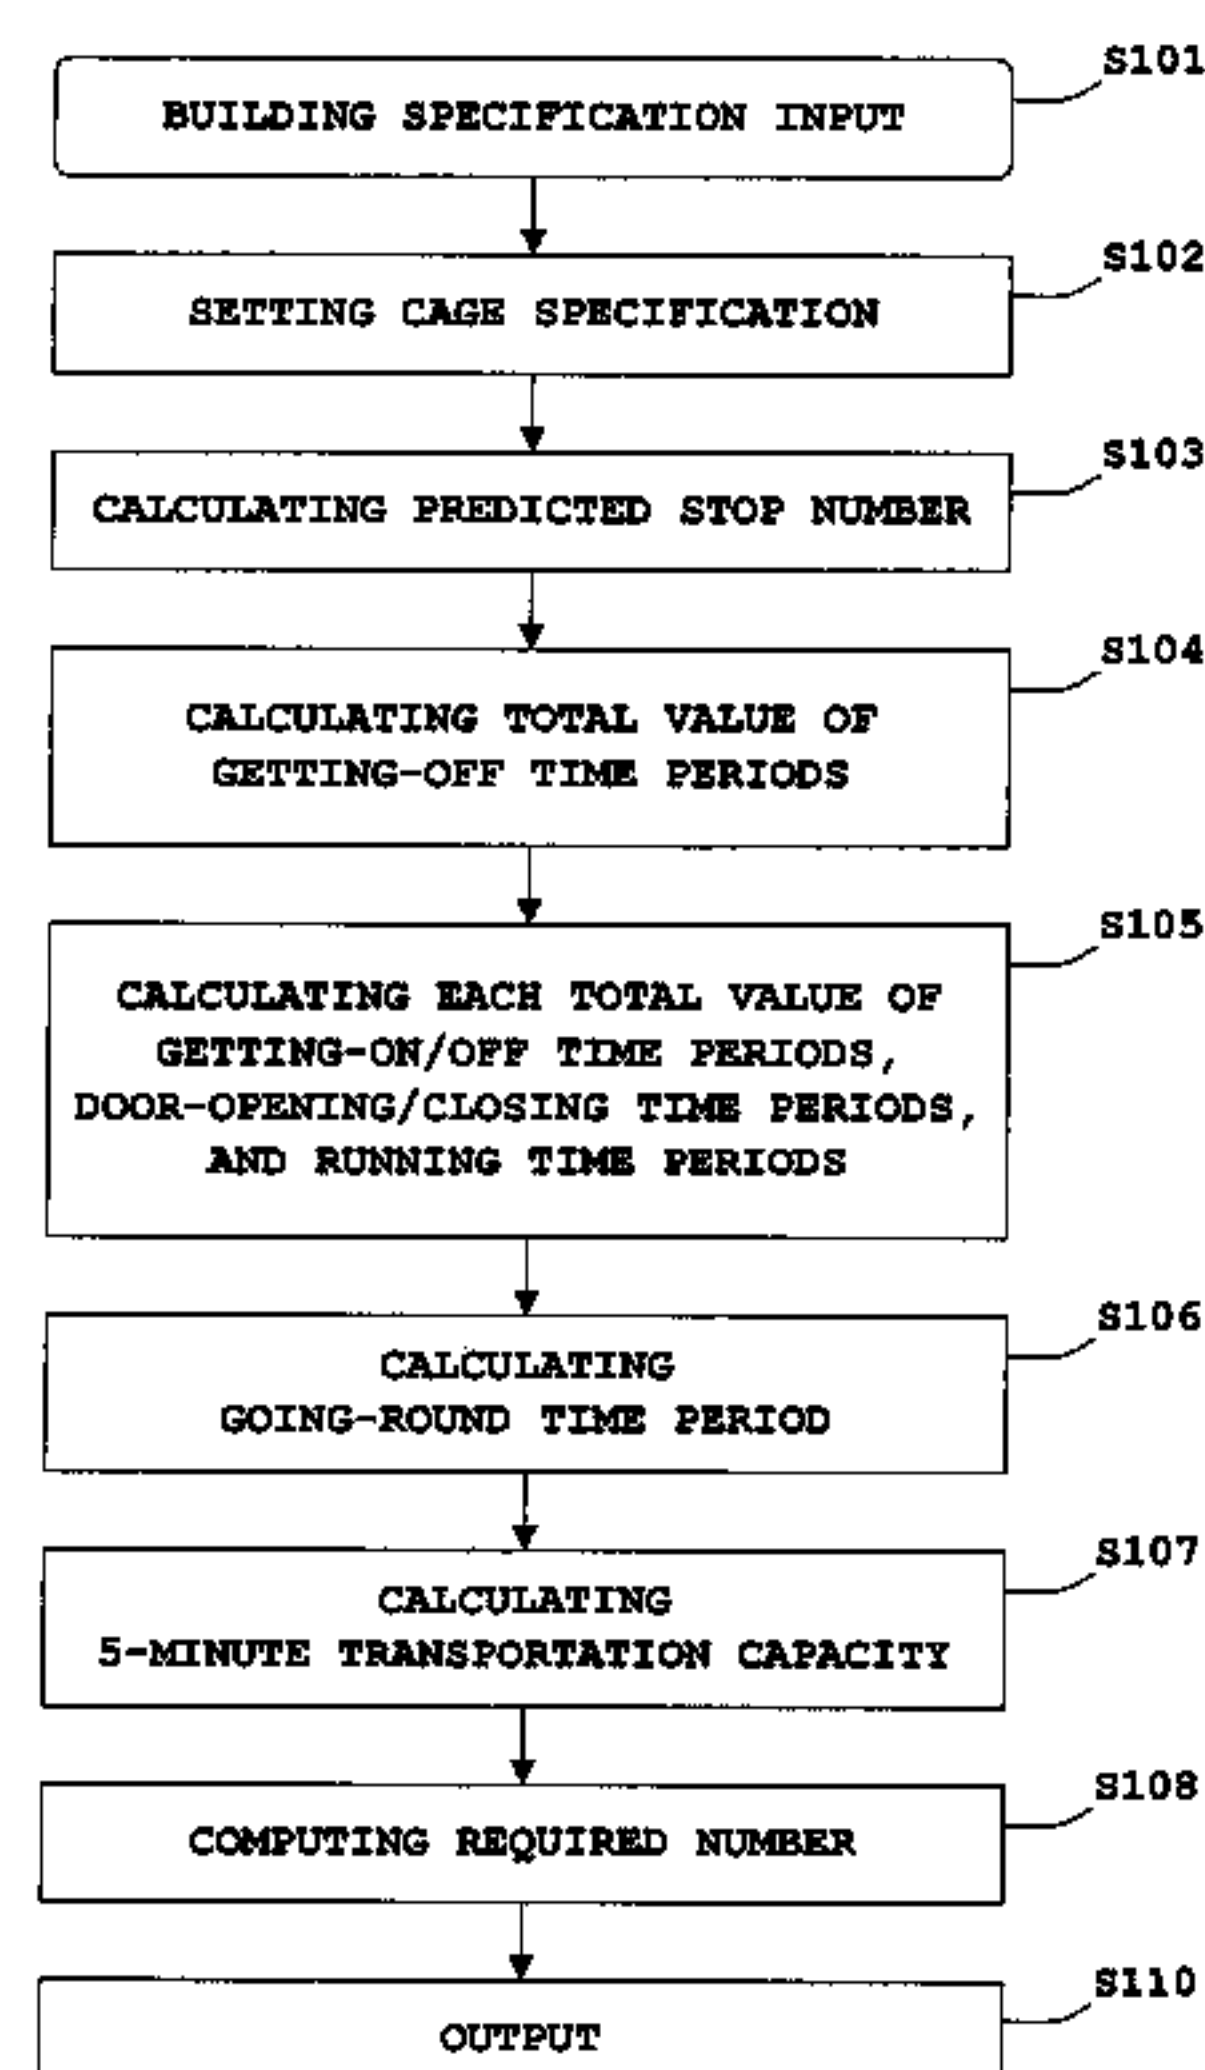 S101
BUILDING SPECIFICATION INPUT
S102
SETTING CAGE SPECIFICATION
S103
CALCULATING PREDICTED STOP NUMBER
S104
CALCULATING TOTAL VALUE OF
GETTING-OFF TIME PERIODS
S105
CALCULATING EACH TOTAL VALUE OF
GETTING-ON/OFF TIME PERIODS,
DOOR-OPENING/CLOSING TIME PERIODS,
AND RUNNING TIME PERIODS
S106
CALCULATING
GOING-ROUND TIME PERIOD
S107
CALCULATING
5-MINUTE TRANSPORTATION CAPACITY
S108
COMPUTING REQUIRED NUMBER
S110
OUTPUT